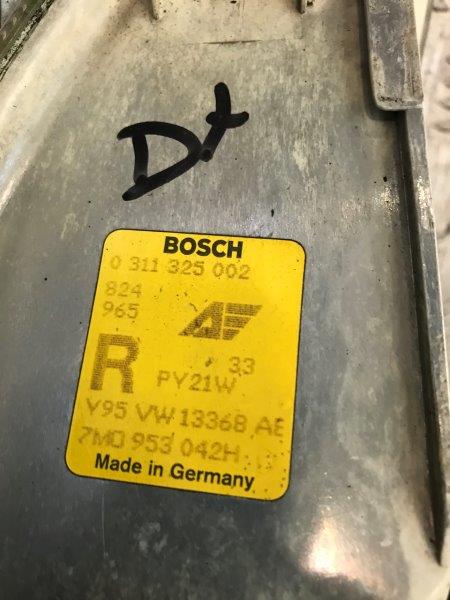 Dt
BOSCH
0 311 325 002
824
965
33
R PY21W
V95 VW 13368 AE
7M0 953 042H
Made in Germany